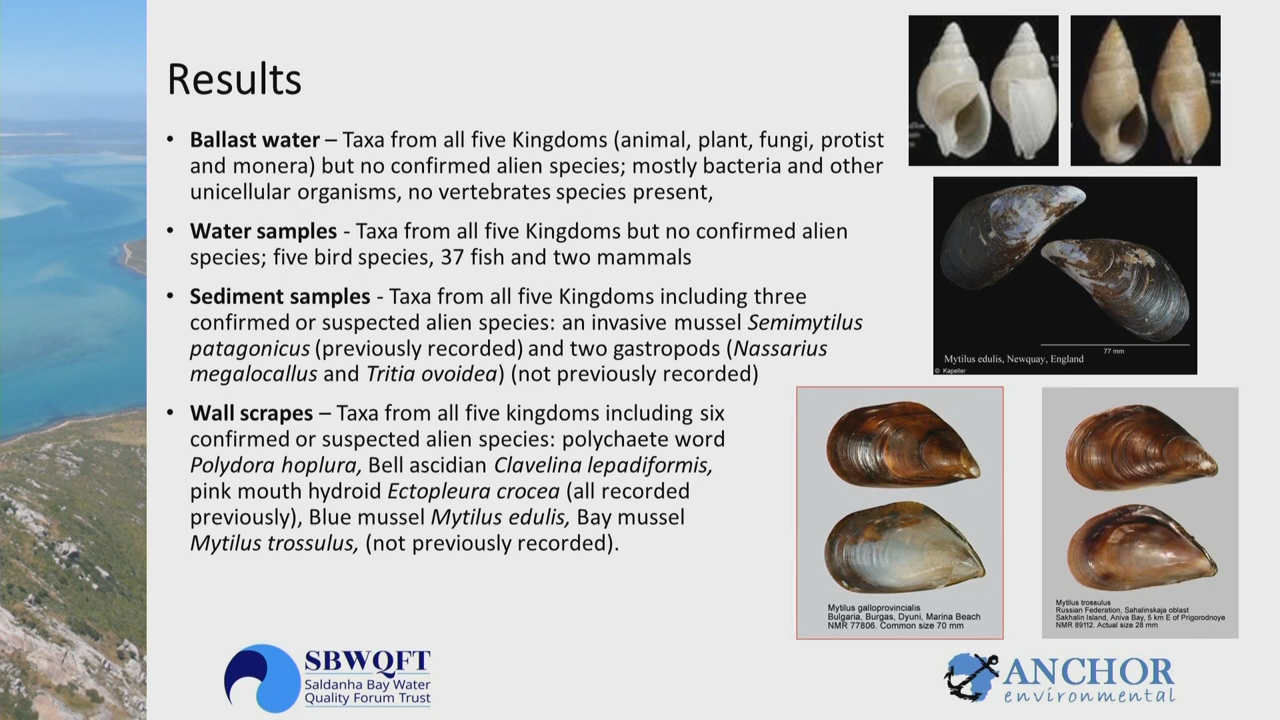 Results
• Ballast water – Taxa from all five Kingdoms (animal, plant, fungi, protist
and monera) but no confirmed alien species; mostly bacteria and other
unicellular organisms, no vertebrates species present,
• Water samples - Taxa from all five Kingdoms but no confirmed alien
species; five bird species, 37 fish and two mammals
• Sediment samples - Taxa from all five Kingdoms including three
confirmed or suspected alien species: an invasive mussel Semimytilus
patagonicus (previously recorded) and two gastropods (Nassarius
megalocallus and Tritia ovoidea) (not previously recorded)
• Wall scrapes – Taxa from all five kingdoms including six
confirmed or suspected alien species: polychaete word
Polydora hoplura, Bell ascidian Clavelina lepadiformis,
pink mouth hydroid Ectopleura crocea (all recorded
previously), Blue mussel Mytilus edulis, Bay mussel
Mytilus trossulus, (not previously recorded).
77 mm
Mytilus edulis, Newquay, England
© Kapeller
Mytilus galloprovincialis
Bulgaria, Burgas, Dyuni, Marina Beach
NMR 77806. Common size 70 mm
Mytilus trossulus
Russian Federation, Sahalinskaja oblast
Sakhalin Island, Aniva Bay, 5 km E of Prigorodnoye
NMR 89112. Actual size 28 mm
SBWQFT
Saldanha Bay Water
Quality Forum Trust
ANCHOR
environmental